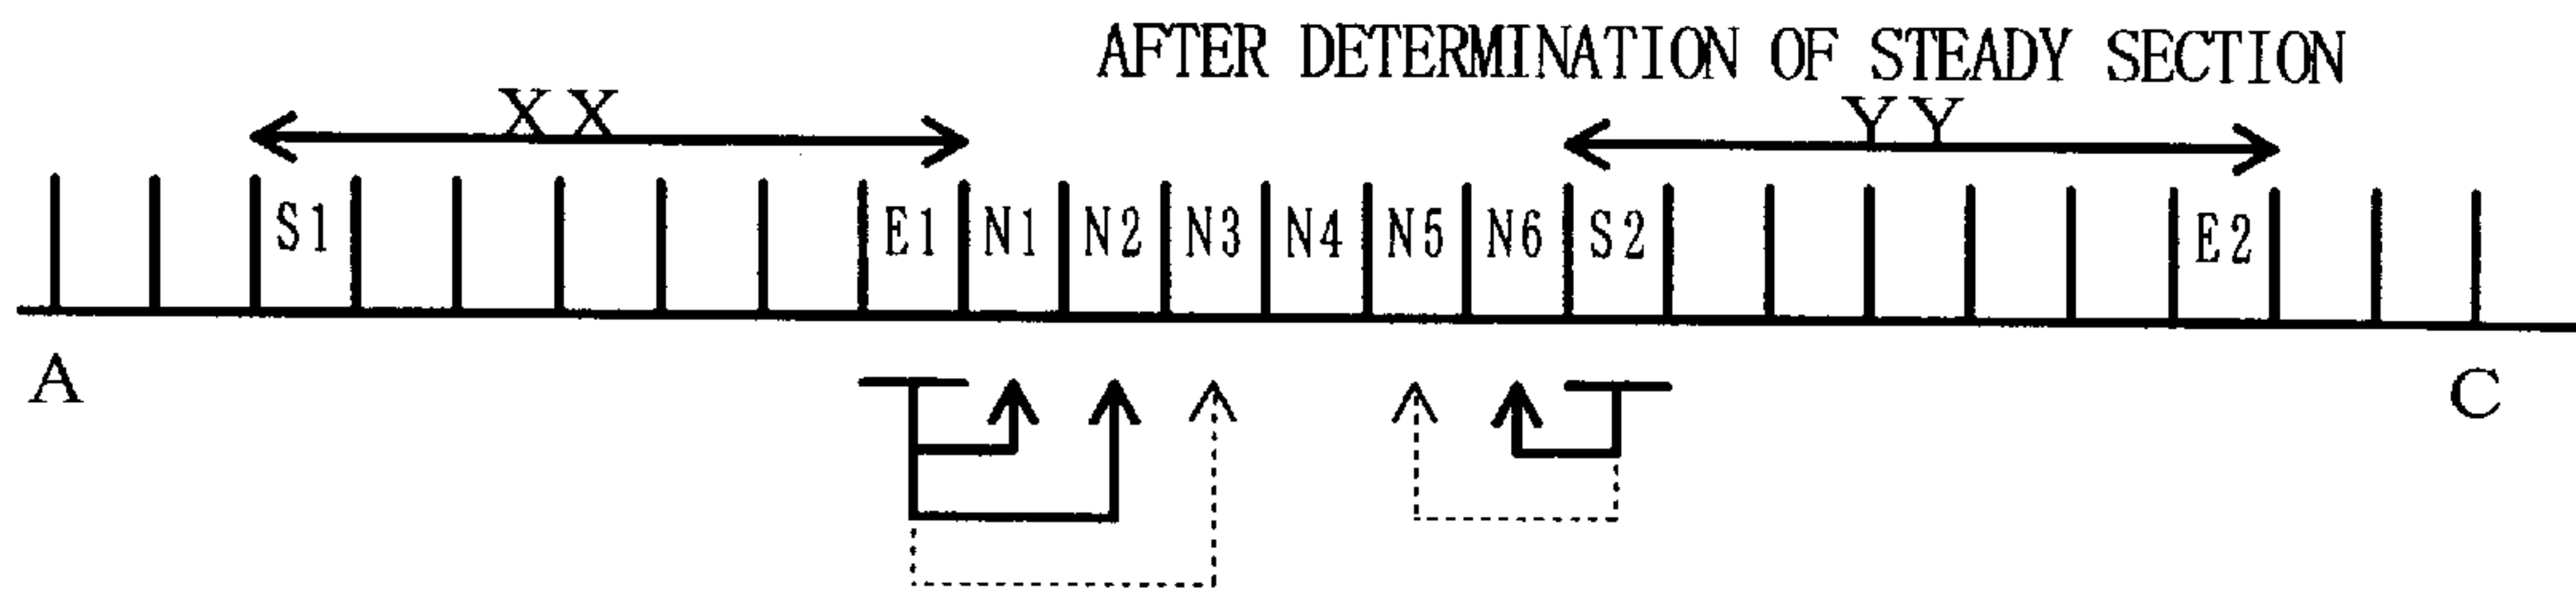 AFTER DETERMINATION OF STEADY SECTION
XX YY
S1 E1 N1 N2 N3 N4 N5 N6 S2 E2
A C